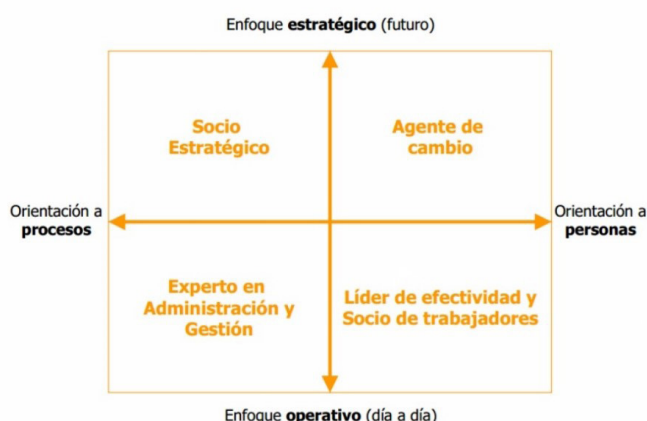 Enfoque estratégico (futuro)
Socio
Estratégico
Agente de
cambio
Orientación a
procesos
Orientación a
personas
Experto en
Administración y
Gestión
Líder de efectividad y
Socio de trabajadores
Enfoque operativo (día a día)